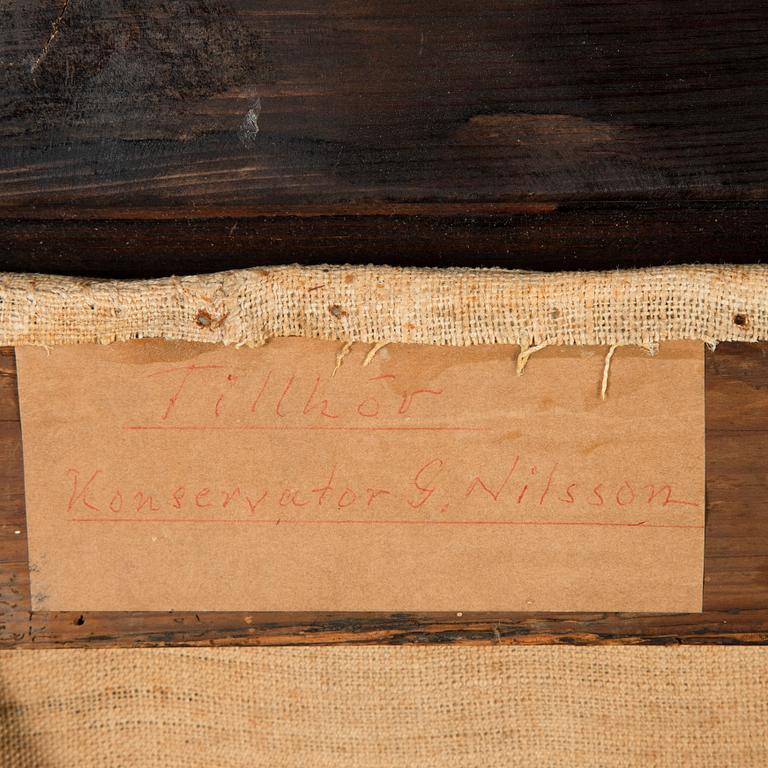 Tillhör
Konservator G. Nilsson